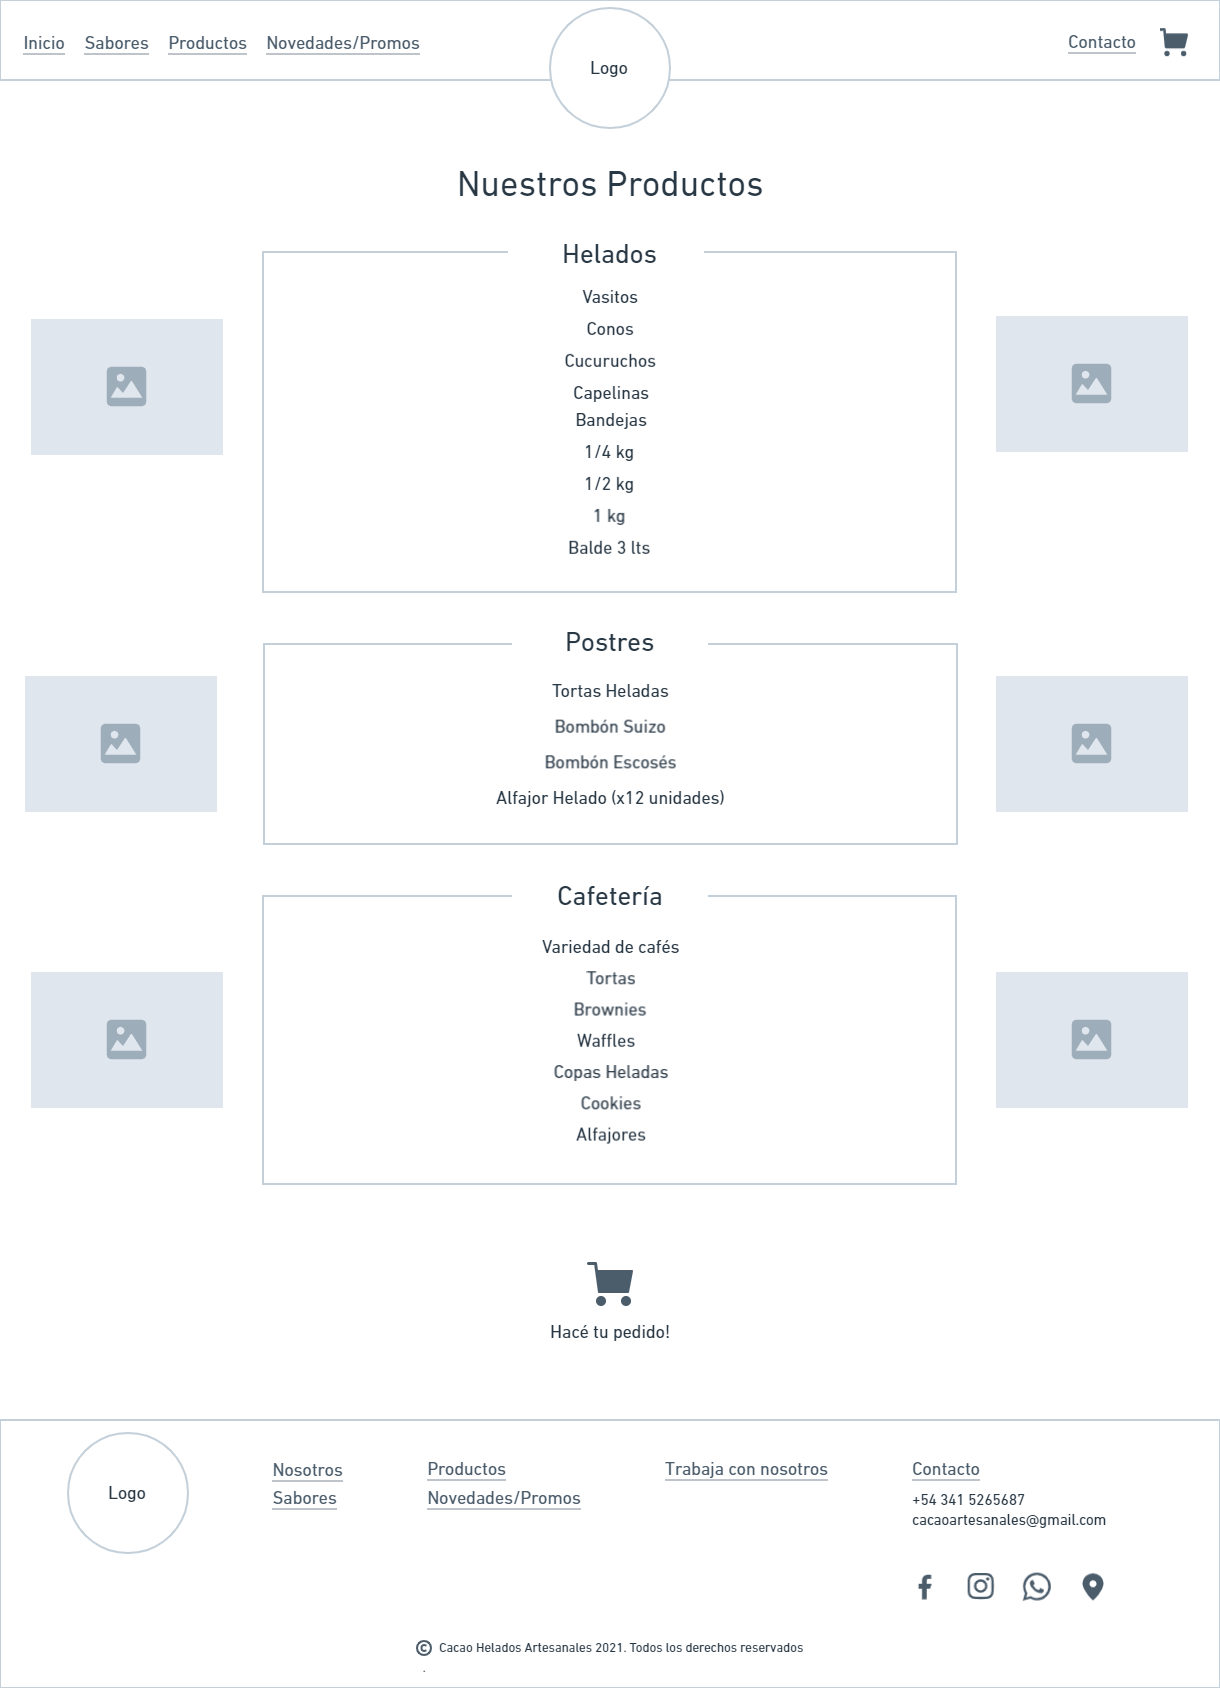 Inicio Sabores Productos Novedades/Promos Logo Contacto
Nuestros Productos
Helados
Vasitos
Conos
Cucuruchos
Capelinas
Bandejas
1/4 kg
1/2 kg
1 kg
Balde 3 lts
Postres
Tortas Heladas
Bombón Suizo
Bombón Escosés
Alfajor Helado (x12 unidades)
Cafetería
Variedad de cafés
Tortas
Brownies
Waffles
Copas Heladas
Cookies
Alfajores
Hacé tu pedido!
Logo
Nosotros
Sabores
Productos
Novedades/Promos
Trabaja con nosotros
Contacto
+54 341 5265687
cacaoartesanales@gmail.com
© Cacao Helados Artesanales 2021. Todos los derechos reservados
.